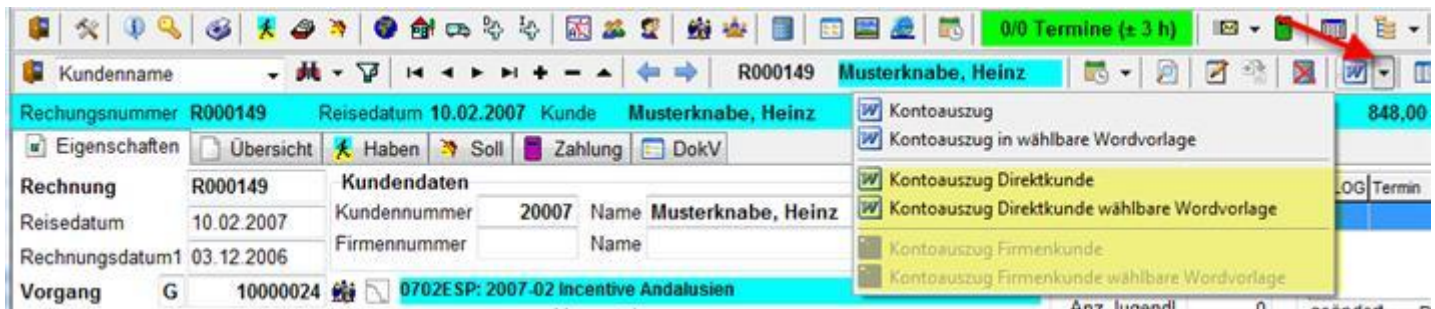 0/0 Termine (± 3 h)
Kundenname R000149 Musterknabe, Heinz
Rechungsnummer R000149 Reisedatum 10.02.2007 Kunde Musterknabe, Heinz 848,00
Kontoauszug
Kontoauszug in wählbare Wordvorlage
Kontoauszug Direktkunde
Kontoauszug Direktkunde wählbare Wordvorlage
Kontoauszug Firmenkunde
Kontoauszug Firmenkunde wählbare Wordvorlage
Eigenschaften Übersicht Haben Soll Zahlung DokV
Rechnung R000149 Kundendaten LOG Termin
Reisedatum 10.02.2007 Kundennummer 20007 Name Musterknabe, Heinz
Rechnungsdatum1 03.12.2006 Firmennummer Name
Vorgang G 10000024 0702ESP: 2007-02 Incentive Andalusien
Anz. Jugendl. 0